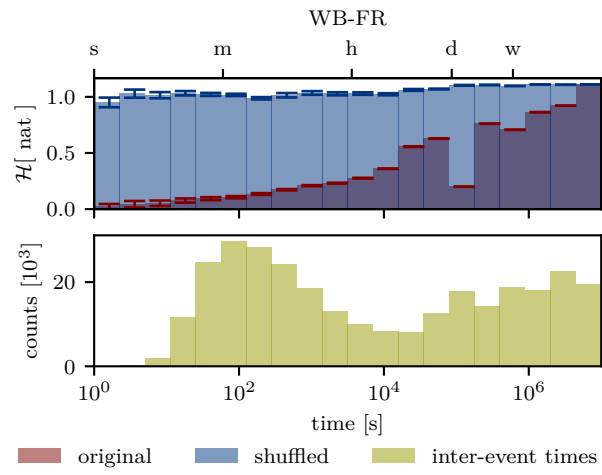 WB-FR
s m h d w
1.0
0.5
0.0
ℋ[ nat ]
20
0
counts [10³]
10⁰ 10² 10⁴ 10⁶
time [s]
original shuffled inter-event times